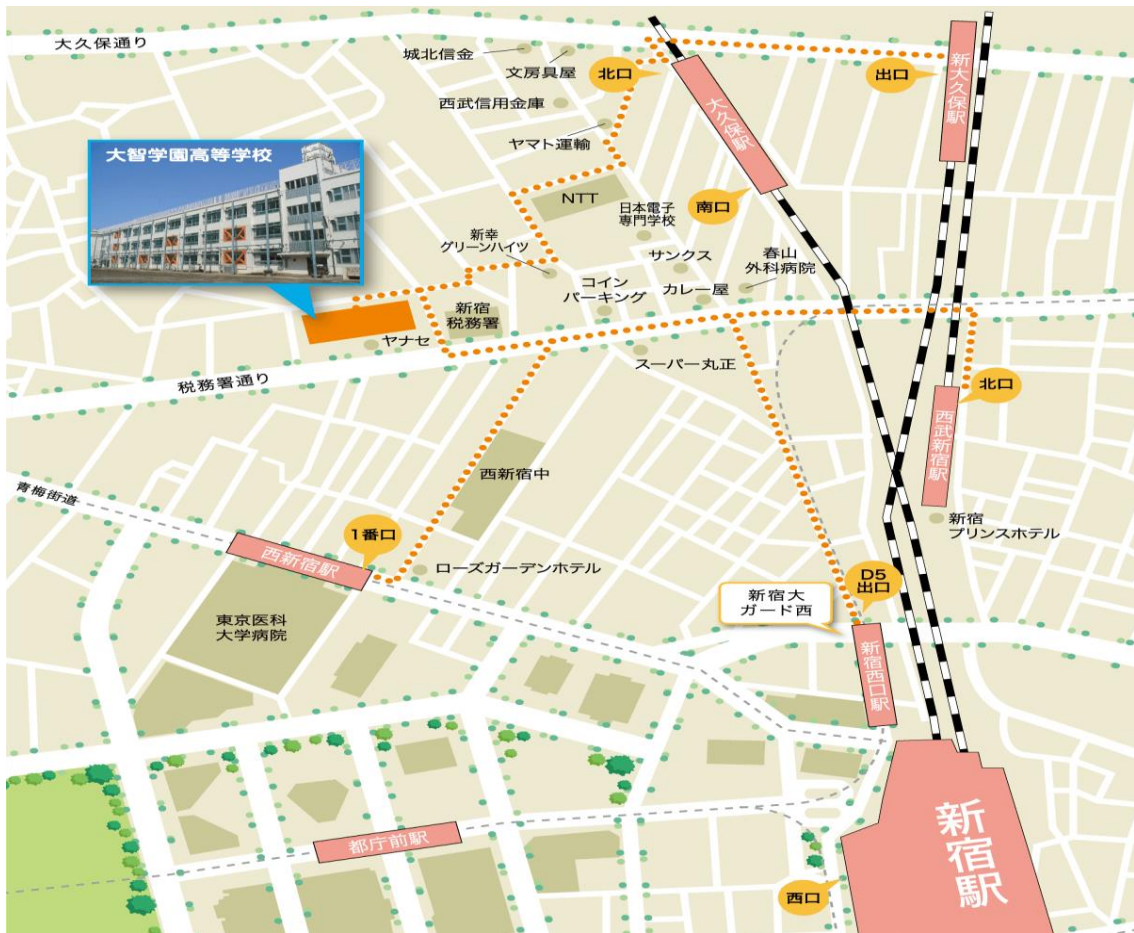 大久保通り
城北信金
文房具屋
北口
大久保駅
出口
新大久保駅
西武信用金庫
ヤマト運輸
大智学園高等学校
NTT
南口
日本電子
専門学校
新幸
グリーンハイツ
サンクス
春山
外科病院
コイン
パーキング
カレー屋
新宿
税務署
ヤナセ
スーパー丸正
税務署通り
北口
西武新宿駅
西新宿中
青梅街道
1番口
西新宿駅
ローズガーデンホテル
新宿
プリンスホテル
D5
出口
新宿大
ガード西
東京医科
大学病院
新宿西口駅
都庁前駅
新宿駅
西口